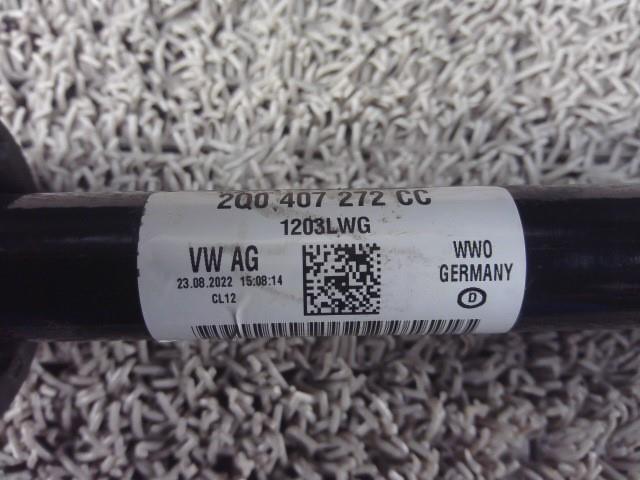 2Q0 407 272 CC
1203LWG
VW AG
23.08.2022 15:08:14
CL12
WWO
GERMANY
D